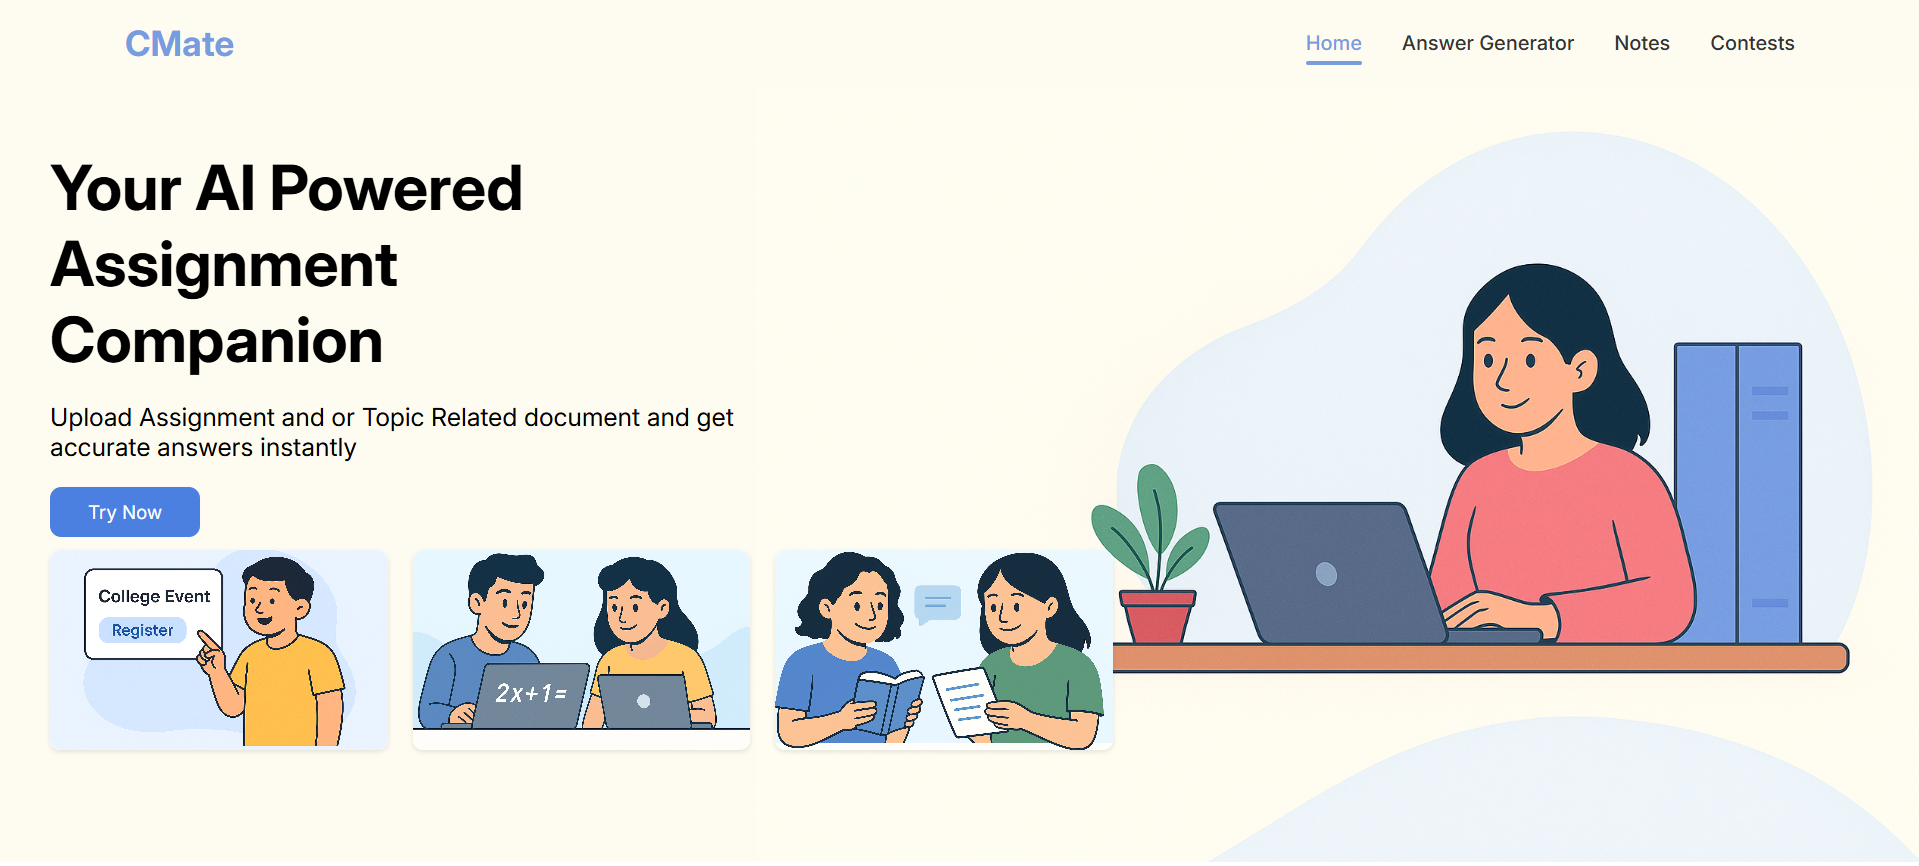 CMate
Home
Answer Generator
Notes
Contests
Your AI Powered
Assignment
Companion
Upload Assignment and or Topic Related document and get
accurate answers instantly
Try Now
College Event
Register
2x+1=